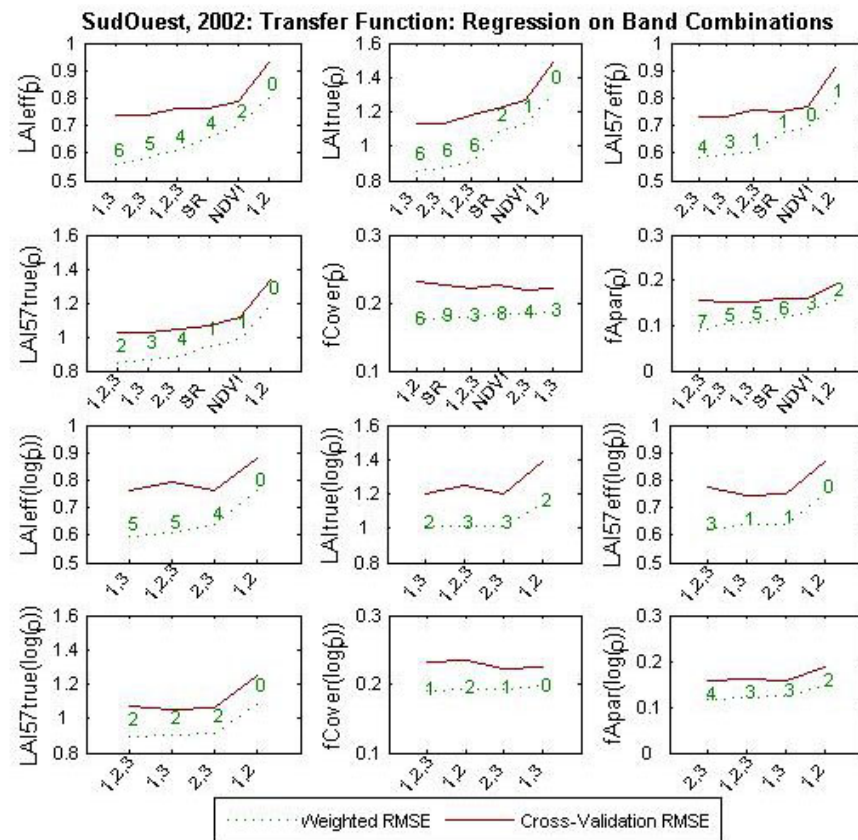 SudOuest, 2002: Transfer Function: Regression on Band Combinations
LAIeff(ρ)
1
0.9
0.8
0.7
0.6
0.5
6 5 4 4 2 0
1,3 2,3 1,2,3 SR NDVI 1,2
LAItrue(ρ)
1.6
1.4
1.2
1
0.8
6 6 6 2 1 0
1,3 2,3 1,2,3 SR NDVI 1,2
LAI57eff(ρ)
1
0.9
0.8
0.7
0.6
0.5
4 3 1 1 0 1
2,3 1,3 1,2,3 SR NDVI 1,2
LAI57true(ρ)
1.6
1.4
1.2
1
0.8
2 3 4 1 1 0
1,2,3 1,3 2,3 SR NDVI 1,2
fCover(ρ)
0.3
0.2
0.1
6 9 3 8 4 3
1,2 SR 1,2,3 NDVI 2,3 1,3
fApar(ρ)
0.3
0.2
0.1
0
7 5 5 6 3 2
1,2,3 2,3 1,3 SR NDVI 1,2
LAIeff(log(ρ))
1
0.9
0.8
0.7
0.6
0.5
5 5 4 0
1,3 1,2,3 2,3 1,2
LAItrue(log(ρ))
1.6
1.4
1.2
1
0.8
2 3 3 2
1,3 1,2,3 2,3 1,2
LAI57eff(log(ρ))
1
0.9
0.8
0.7
0.6
0.5
3 1 1 0
1,2,3 1,3 2,3 1,2
LAI57true(log(ρ))
1.6
1.4
1.2
1
0.8
2 2 2 0
1,2,3 1,3 2,3 1,2
fCover(log(ρ))
0.3
0.2
0.1
1 2 1 0
1,2,3 1,2 2,3 1,3
fApar(log(ρ))
0.3
0.2
0.1
0
4 3 3 2
2,3 1,2,3 1,3 1,2
Weighted RMSE
Cross-Validation RMSE